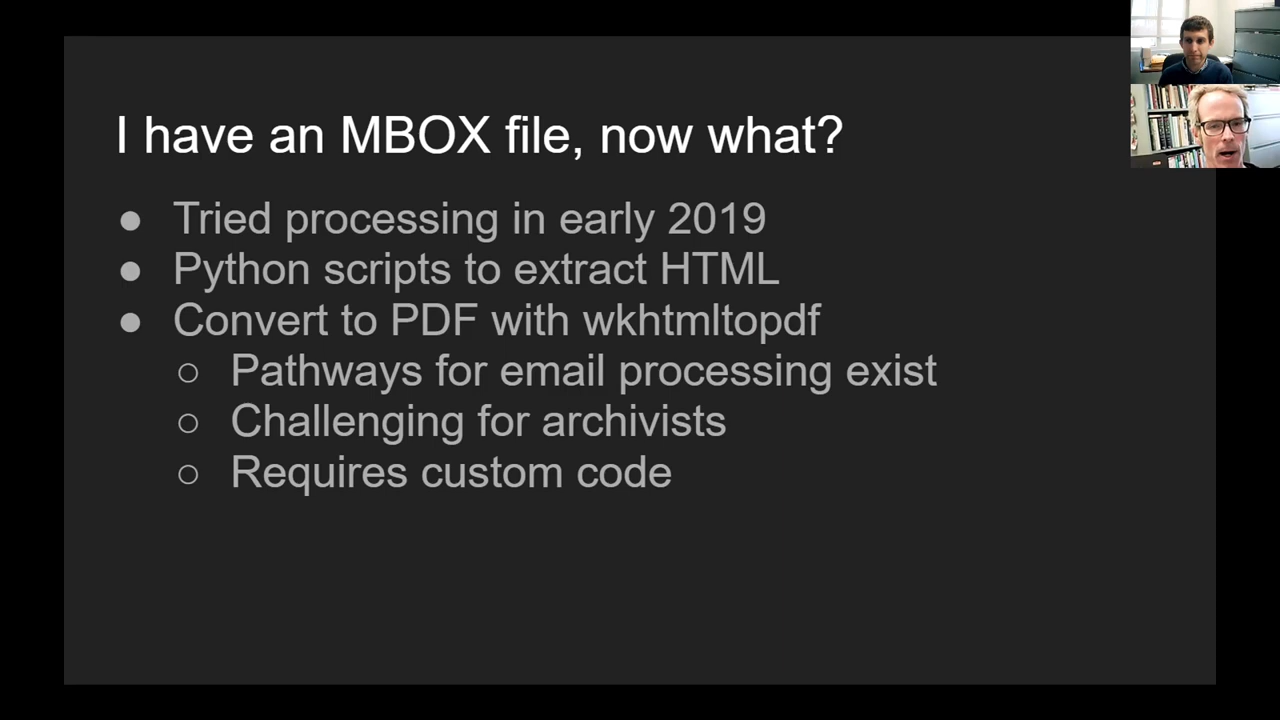 I have an MBOX file, now what?
● Tried processing in early 2019
● Python scripts to extract HTML
● Convert to PDF with wkhtmltopdf
○ Pathways for email processing exist
○ Challenging for archivists
○ Requires custom code